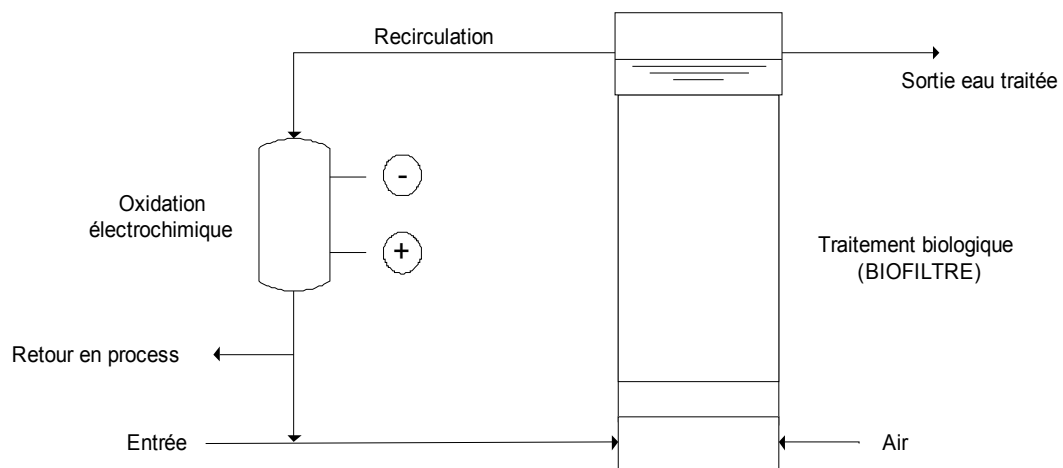 Recirculation
Sortie eau traitée
-
Oxidation
électrochimique
+
Traitement biologique
(BIOFILTRE)
Retour en process
Entrée
Air